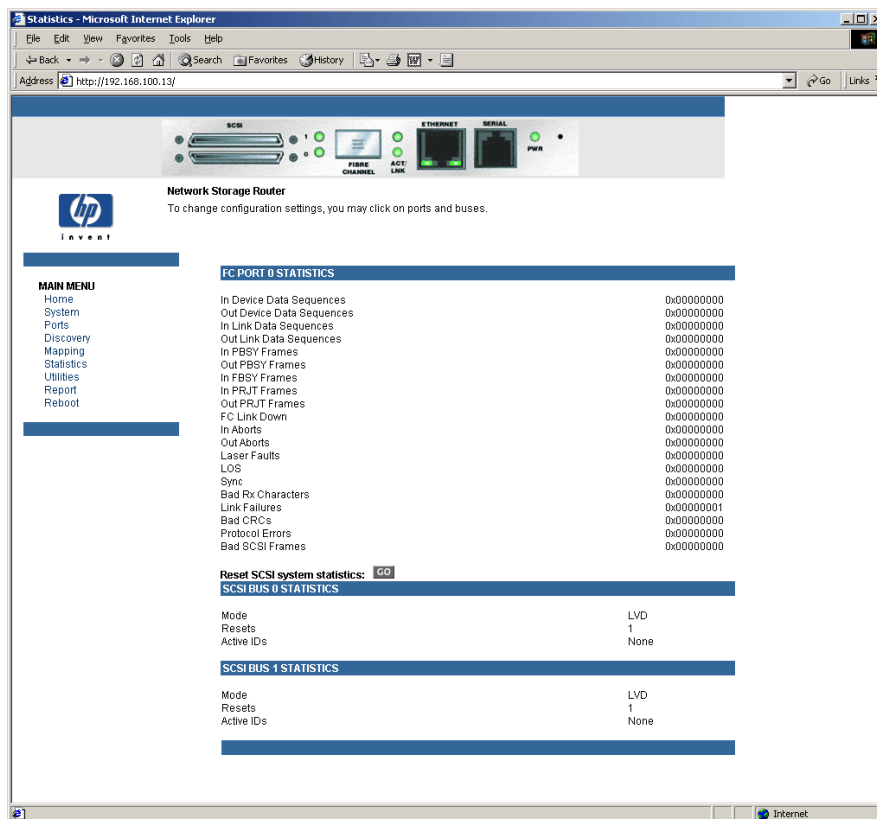 Statistics - Microsoft Internet Explorer
File Edit View Favorites Tools Help
Back Search Favorites History
Address http://192.168.100.13/ Go Links
SCSI 1 0 FIBRE CHANNEL ACT/ LNK ETHERNET SERIAL PWR
hp
invent
Network Storage Router
To change configuration settings, you may click on ports and buses.
MAIN MENU
Home
System
Ports
Discovery
Mapping
Statistics
Utilities
Report
Reboot
FC PORT 0 STATISTICS
In Device Data Sequences 0x00000000
Out Device Data Sequences 0x00000000
In Link Data Sequences 0x00000000
Out Link Data Sequences 0x00000000
In PBSY Frames 0x00000000
Out PBSY Frames 0x00000000
In FBSY Frames 0x00000000
In PRJT Frames 0x00000000
Out PRJT Frames 0x00000000
FC Link Down 0x00000000
In Aborts 0x00000000
Out Aborts 0x00000000
Laser Faults 0x00000000
LOS 0x00000000
Sync 0x00000000
Bad Rx Characters 0x00000000
Link Failures 0x00000001
Bad CRCs 0x00000000
Protocol Errors 0x00000000
Bad SCSI Frames 0x00000000
Reset SCSI system statistics: GO
SCSI BUS 0 STATISTICS
Mode LVD
Resets 1
Active IDs None
SCSI BUS 1 STATISTICS
Mode LVD
Resets 1
Active IDs None
Internet